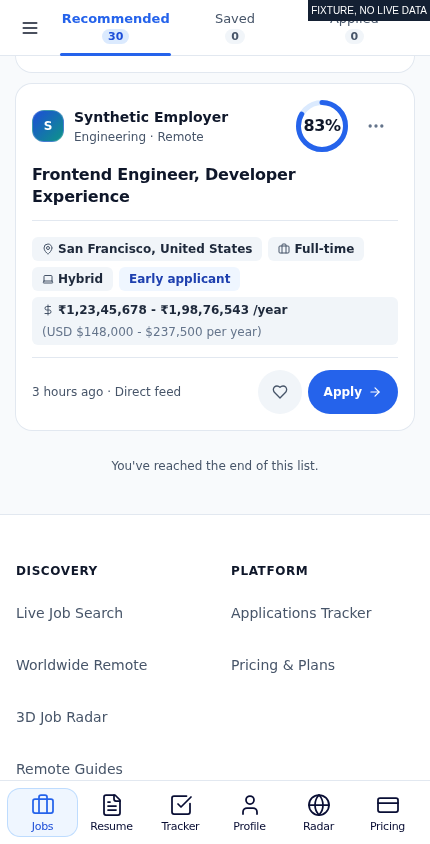 Recommended
30
Saved
0
Applied
0
FIXTURE, NO LIVE DATA
S
Synthetic Employer
Engineering · Remote
83%
Frontend Engineer, Developer
Experience
San Francisco, United States
Full-time
Hybrid
Early applicant
₹1,23,45,678 - ₹1,98,76,543 /year
(USD $148,000 - $237,500 per year)
3 hours ago · Direct feed
Apply
You've reached the end of this list.
DISCOVERY
PLATFORM
Live Job Search
Applications Tracker
Worldwide Remote
Pricing & Plans
3D Job Radar
Remote Guides
Jobs
Resume
Tracker
Profile
Radar
Pricing